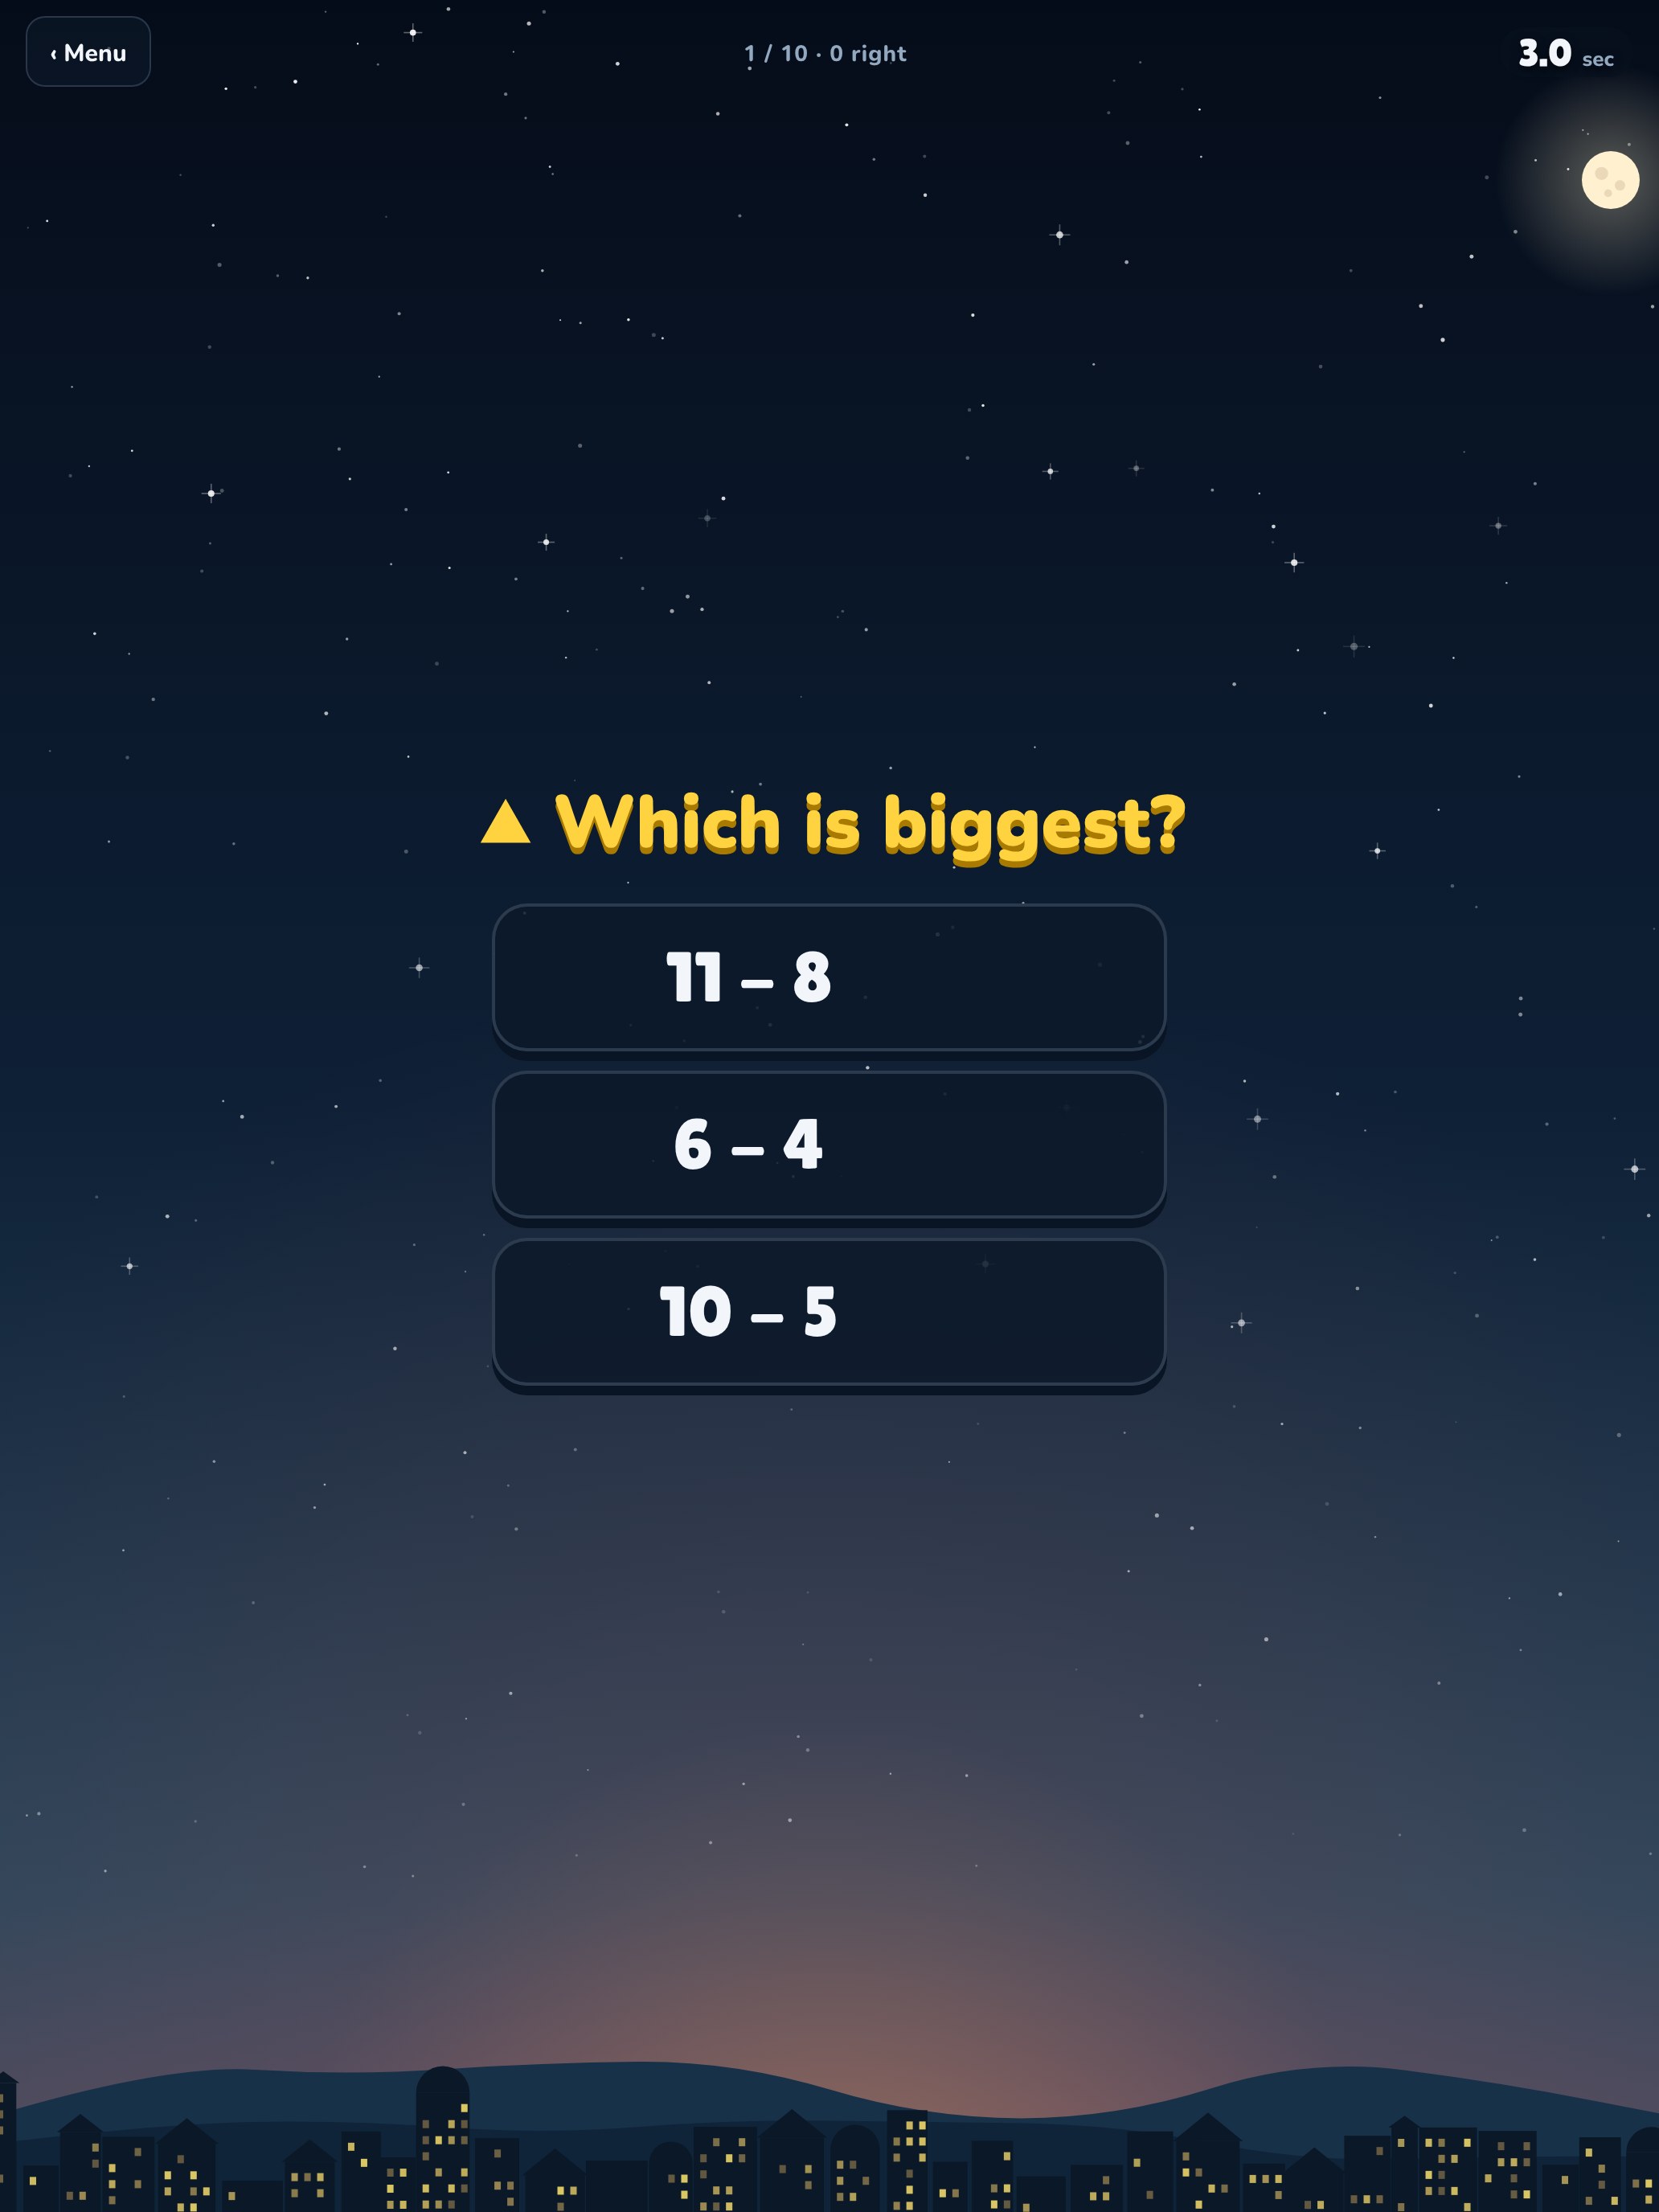 ‹ Menu
1 / 10 · 0 right
3.0 sec
▲ Which is biggest?
11 – 8
6 – 4
10 – 5